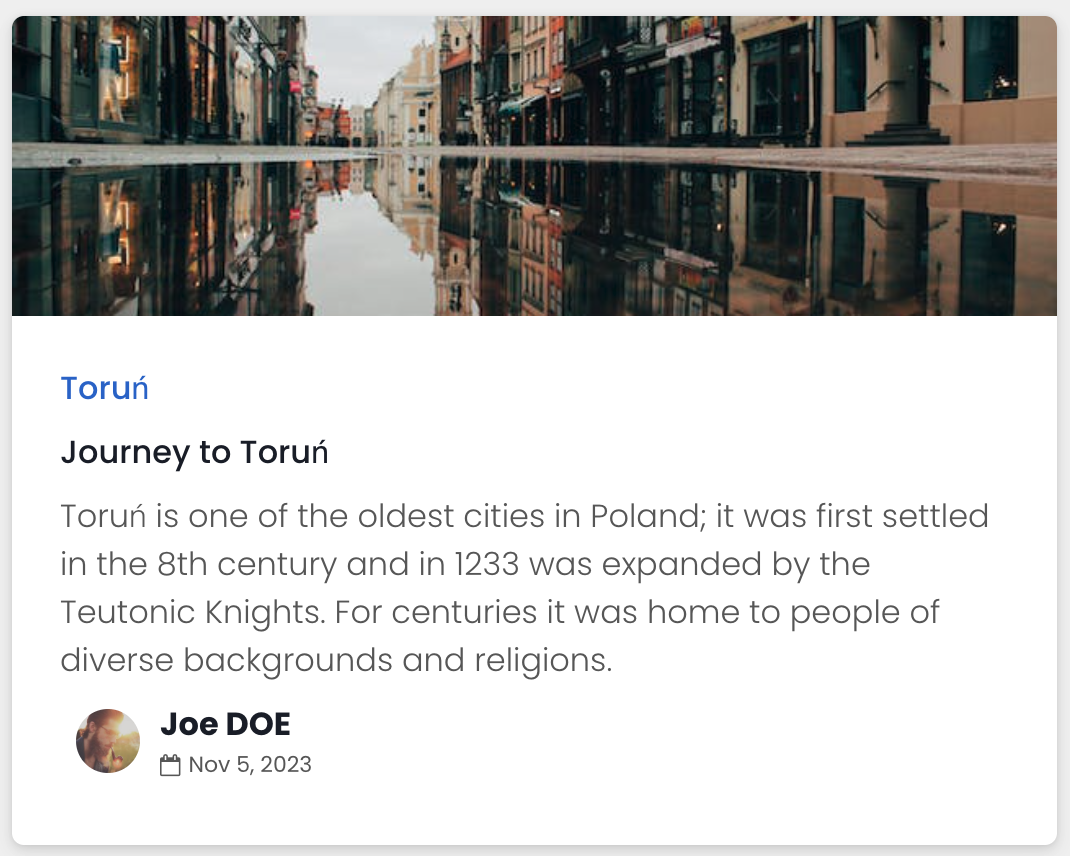 Toruń
Journey to Toruń
Toruń is one of the oldest cities in Poland; it was first settled
in the 8th century and in 1233 was expanded by the
Teutonic Knights. For centuries it was home to people of
diverse backgrounds and religions.
Joe DOE
Nov 5, 2023